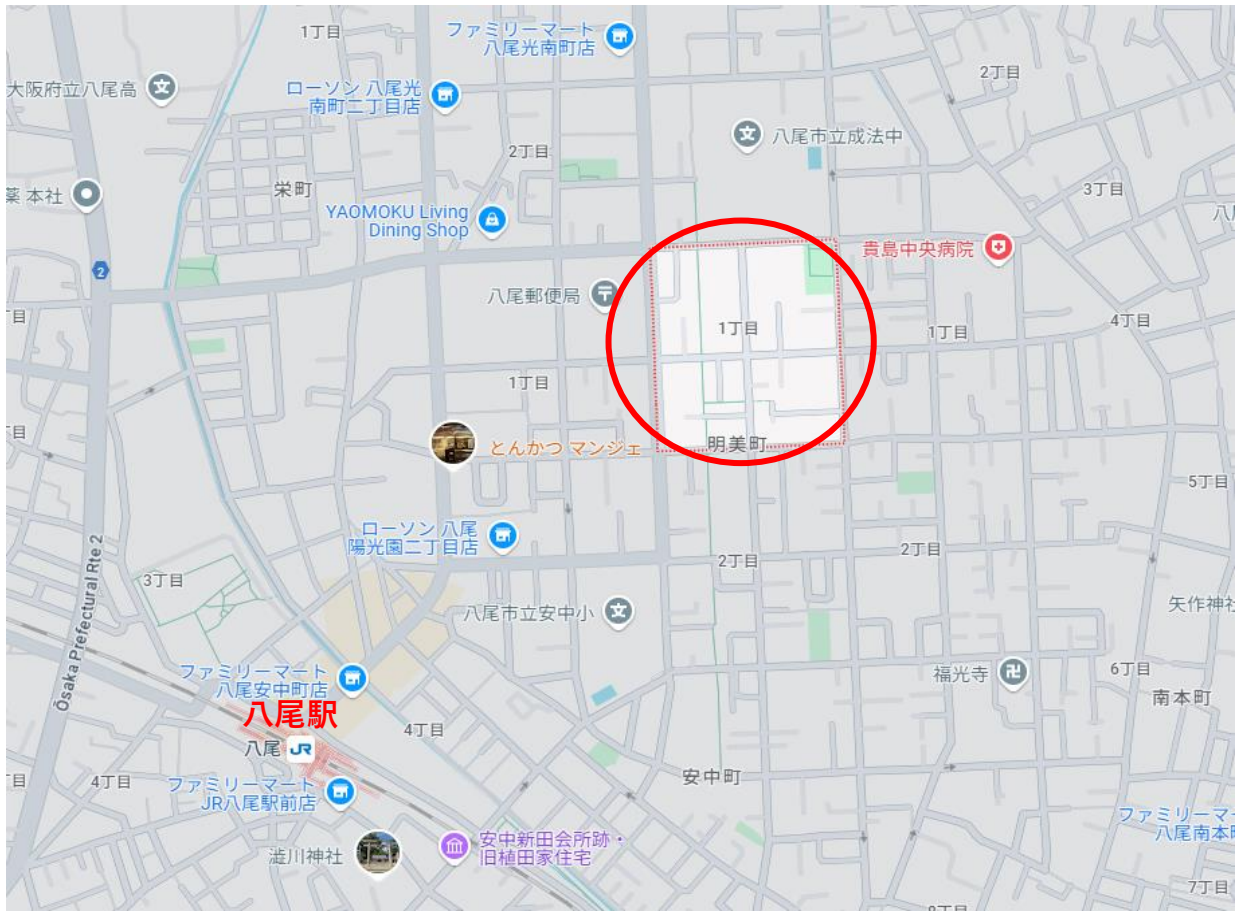 1丁目
ファミリーマート
八尾光南町店
2丁目
大阪府立八尾高
ローソン 八尾光
南町二丁目店
八尾市立成法中
2丁目
栄町
3丁目
薬 本社
YAOMOKU Living
Dining Shop
貴島中央病院
2
八尾郵便局
1丁目
1丁目
4丁目
1丁目
とんかつ マンジェ
明美町
5丁目
ローソン 八尾
陽光園二丁目店
2丁目
2丁目
3丁目
Ōsaka Prefectural Rte 2
八尾市立安中小
矢作神社
ファミリーマート
八尾安中町店
福光寺
6丁目
南本町
八尾駅
4丁目
八尾 JR
安中町
4丁目
ファミリーマート
JR八尾駅前店
ファミリーマー
八尾南本町
安中新田会所跡・
旧植田家住宅
澁川神社
7丁目